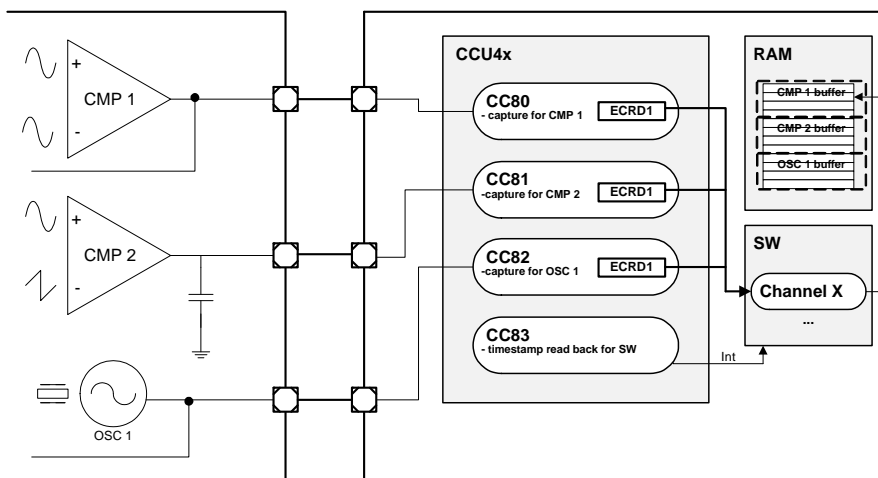 +
CMP 1
-
+
CMP 2
-
OSC 1
CCU4x
CC80
- capture for CMP 1
ECRD1
CC81
-capture for CMP 2
ECRD1
CC82
-capture for OSC 1
ECRD1
CC83
- timestamp read back for SW
Int
RAM
CMP 1 buffer
CMP 2 buffer
OSC 1 buffer
SW
Channel X
...